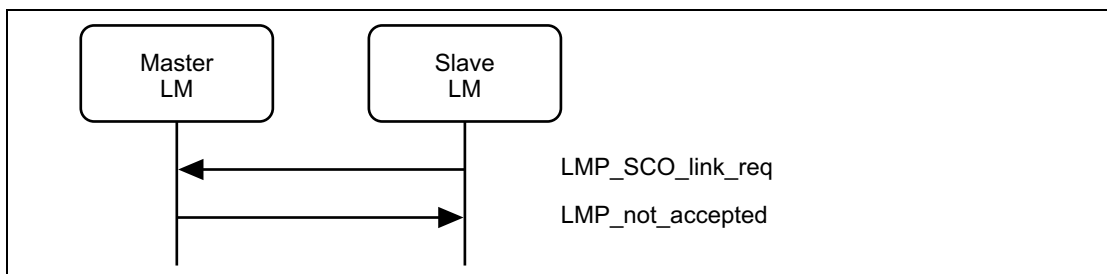 Master
LM
Slave
LM
LMP_SCO_link_req
LMP_not_accepted